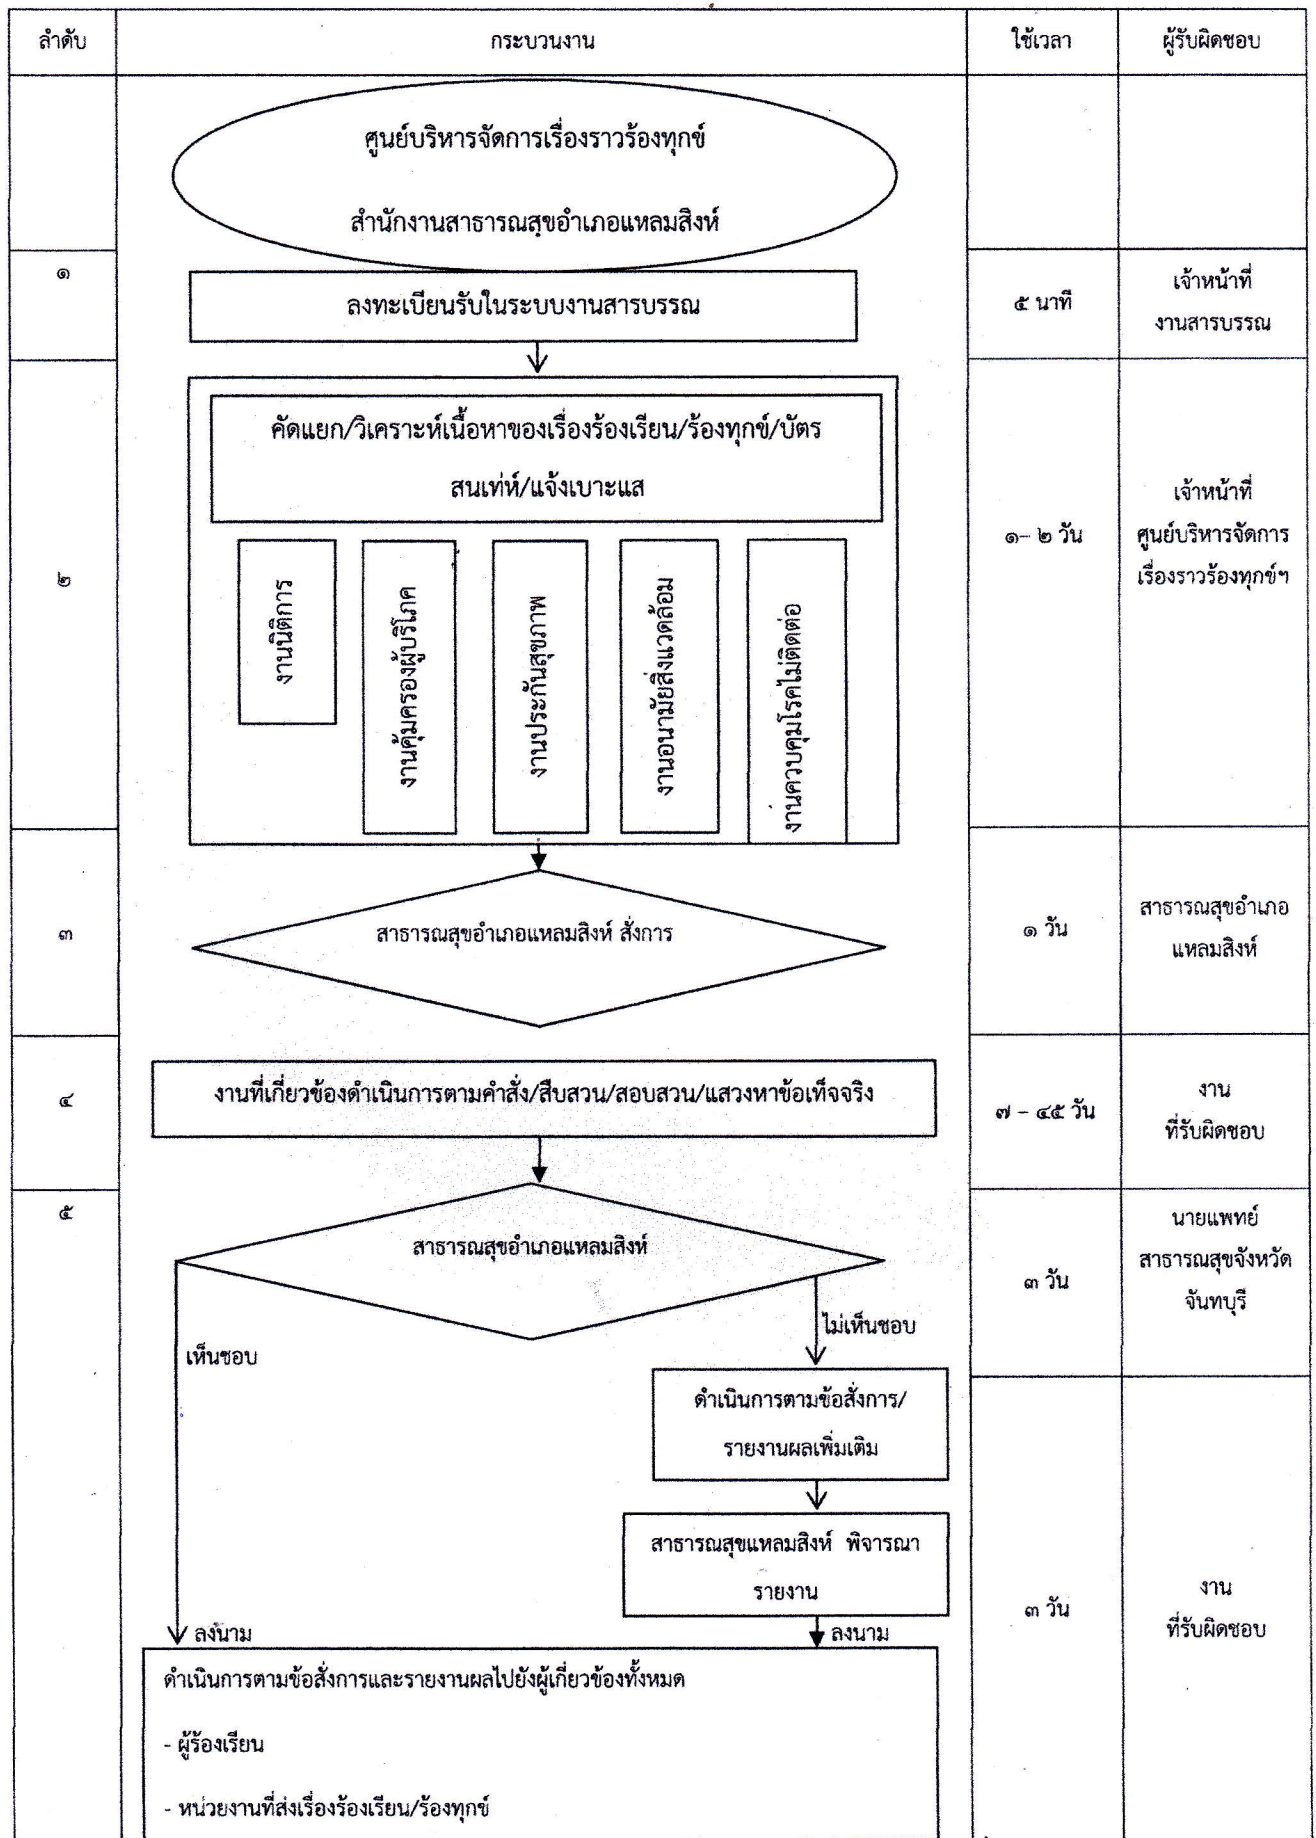 ลำดับ กระบวนงาน ใช้เวลา ผู้รับผิดชอบ
ศูนย์บริหารจัดการเรื่องราวร้องทุกข์
สำนักงานสาธารณสุขอำเภอแหลมสิงห์
๑
ลงทะเบียนรับในระบบงานสารบรรณ
๕ นาที
เจ้าหน้าที่
งานสารบรรณ
๒
คัดแยก/วิเคราะห์เนื้อหาของเรื่องร้องเรียน/ร้องทุกข์/บัตร
สนเท่ห์/แจ้งเบาะแส
งานนิติการ
งานคุ้มครองผู้บริโภค
งานประกันสุขภาพ
งานอนามัยสิ่งแวดล้อม
งานควบคุมโรคไม่ติดต่อ
๑- ๒ วัน
เจ้าหน้าที่
ศูนย์บริหารจัดการ
เรื่องราวร้องทุกข์ฯ
๓
สาธารณสุขอำเภอแหลมสิงห์ สั่งการ
๑ วัน
สาธารณสุขอำเภอ
แหลมสิงห์
๔
งานที่เกี่ยวข้องดำเนินการตามคำสั่ง/สืบสวน/สอบสวน/แสวงหาข้อเท็จจริง
๗ - ๔๕ วัน
งาน
ที่รับผิดชอบ
๕
สาธารณสุขอำเภอแหลมสิงห์
๓ วัน
นายแพทย์
สาธารณสุขจังหวัด
จันทบุรี
เห็นชอบ
ไม่เห็นชอบ
ดำเนินการตามข้อสั่งการ/
รายงานผลเพิ่มเติม
สาธารณสุขแหลมสิงห์ พิจารณา
รายงาน
๓ วัน
งาน
ที่รับผิดชอบ
ลงนาม
ลงนาม
ดำเนินการตามข้อสั่งการและรายงานผลไปยังผู้เกี่ยวข้องทั้งหมด
- ผู้ร้องเรียน
- หน่วยงานที่ส่งเรื่องร้องเรียน/ร้องทุกข์